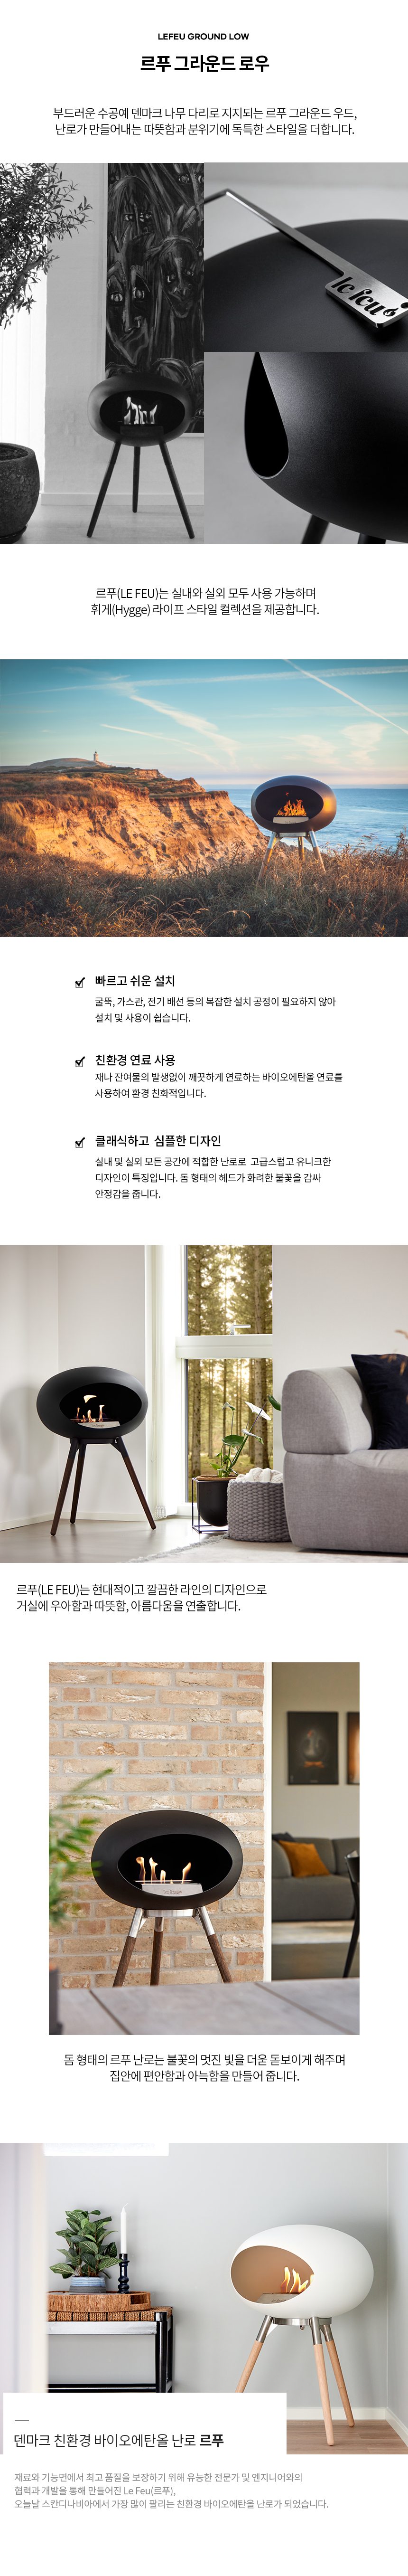 LEFEU GROUND LOW
르푸 그라운드 로우
부드러운 수공예 덴마크 나무 다리로 지지되는 르푸 그라운드 우드,
난로가 만들어내는 따뜻함과 분위기에 독특한 스타일을 더합니다.
le feu
르푸(LE FEU)는 실내와 실외 모두 사용 가능하며
휘게(Hygge) 라이프 스타일 컬렉션을 제공합니다.
빠르고 쉬운 설치
굴뚝, 가스관, 전기 배선 등의 복잡한 설치 공정이 필요하지 않아
설치 및 사용이 쉽습니다.
친환경 연료 사용
재나 잔여물의 발생없이 깨끗하게 연료하는 바이오에탄올 연료를
사용하여 환경 친화적입니다.
클래식하고 심플한 디자인
실내 및 실외 모든 공간에 적합한 난로로 고급스럽고 유니크한
디자인이 특징입니다. 돔 형태의 헤드가 화려한 불꽃을 감싸
안정감을 줍니다.
르푸(LE FEU)는 현대적이고 깔끔한 라인의 디자인으로
거실에 우아함과 따뜻함, 아름다움을 연출합니다.
돔 형태의 르푸 난로는 불꽃의 멋진 빛을 더욷 돋보이게 해주며
집안에 편안함과 아늑함을 만들어 줍니다.
덴마크 친환경 바이오에탄올 난로 르푸
재료와 기능면에서 최고 품질을 보장하기 위해 유능한 전문가 및 엔지니어와의
협력과 개발을 통해 만들어진 Le Feu(르푸),
오늘날 스칸디나비아에서 가장 많이 팔리는 친환경 바이오에탄올 난로가 되었습니다.